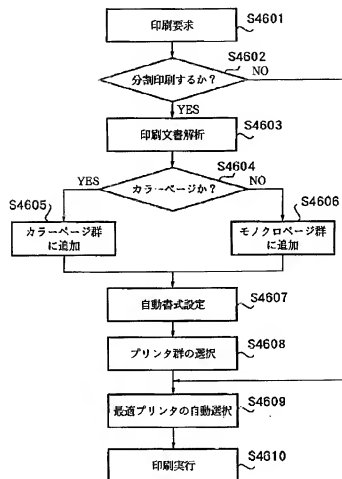 印刷要求
S4601
分割印刷するか?
S4602
NO
YES
印刷文書解析
S4603
カラーページか?
S4604
YES
NO
S4605
カラーページ群
に追加
S4606
モノクロページ群
に追加
自動書式設定
S4607
プリンタ群の選択
S4608
最適プリンタの自動選択
S4609
印刷実行
S4610